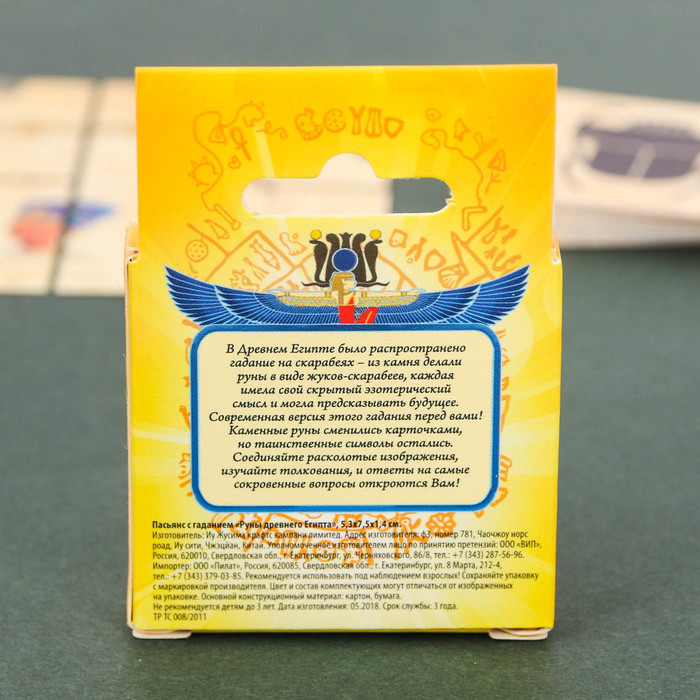 В Древнем Египте было распространено
гадание на скарабеях – из камня делали
руны в виде жуков-скарабеев, каждая
имела свой скрытый эзотерический
смысл и могла предсказывать будущее.
Современная версия этого гадания перед вами!
Каменные руны сменились карточками,
но таинственные символы остались.
Соединяйте расколотые изображения,
изучайте толкования, и ответы на самые
сокровенные вопросы откроются Вам!
Пасьянс с гаданием «Руны древнего Египта», 5,3х7,5х1,4 см.
Изготовитель: Иу Жусима крафтс кампани лимитед. Адрес изготовителя: ф3, номер 781, Чаочжоу норс
роад, Иу сити, Чжэцйан, Китай. Уполномоченное изготовителем лицо по принятию претензий: ООО «ВИП»,
Россия, 620010, Свердловская обл., г. Екатеринбург, ул. Черняховского, 86/8, тел.: +7 (343) 287-56-96.
Импортер: ООО «Пилат», Россия, 620085, Свердловская обл., г. Екатеринбург, ул. 8 Марта, 212-4,
тел.: +7 (343) 379-03-85. Рекомендуется использовать под наблюдением взрослых! Сохраняйте упаковку
с маркировкой производителя. Цвет и состав комплектующих могут отличаться от изображенных
на упаковке. Основной конструкционный материал: картон, бумага.
Не рекомендуется детям до 3 лет. Дата изготовления: 05.2018. Срок службы: 3 года.
ТР ТС 008/2011